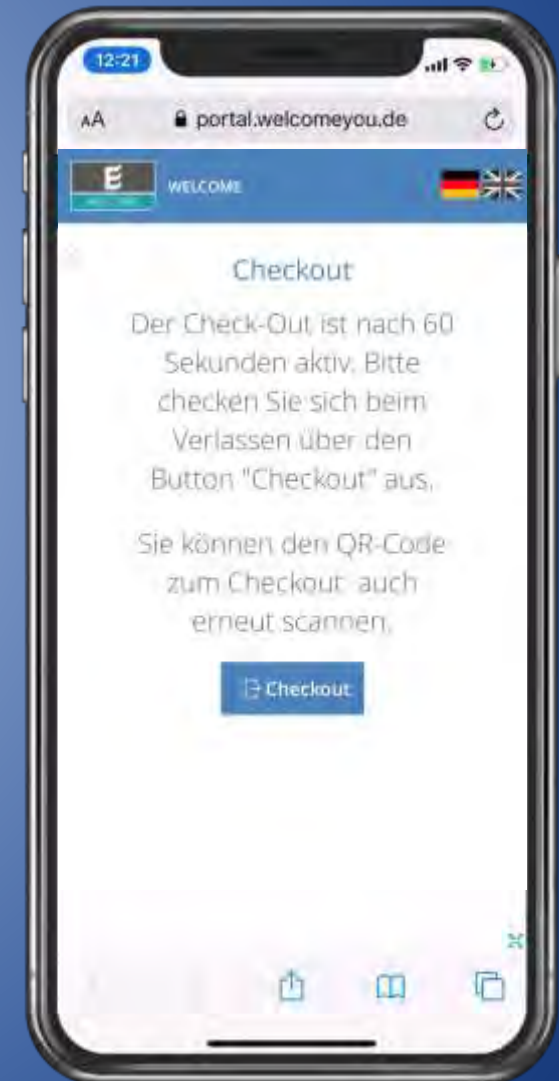 12:21
AA portal.welcomeyou.de
E WELCOME
Checkout
Der Check-Out ist nach 60
Sekunden aktiv. Bitte
checken Sie sich beim
Verlassen über den
Button "Checkout" aus.
Sie können den QR-Code
zum Checkout auch
erneut scannen.
Checkout